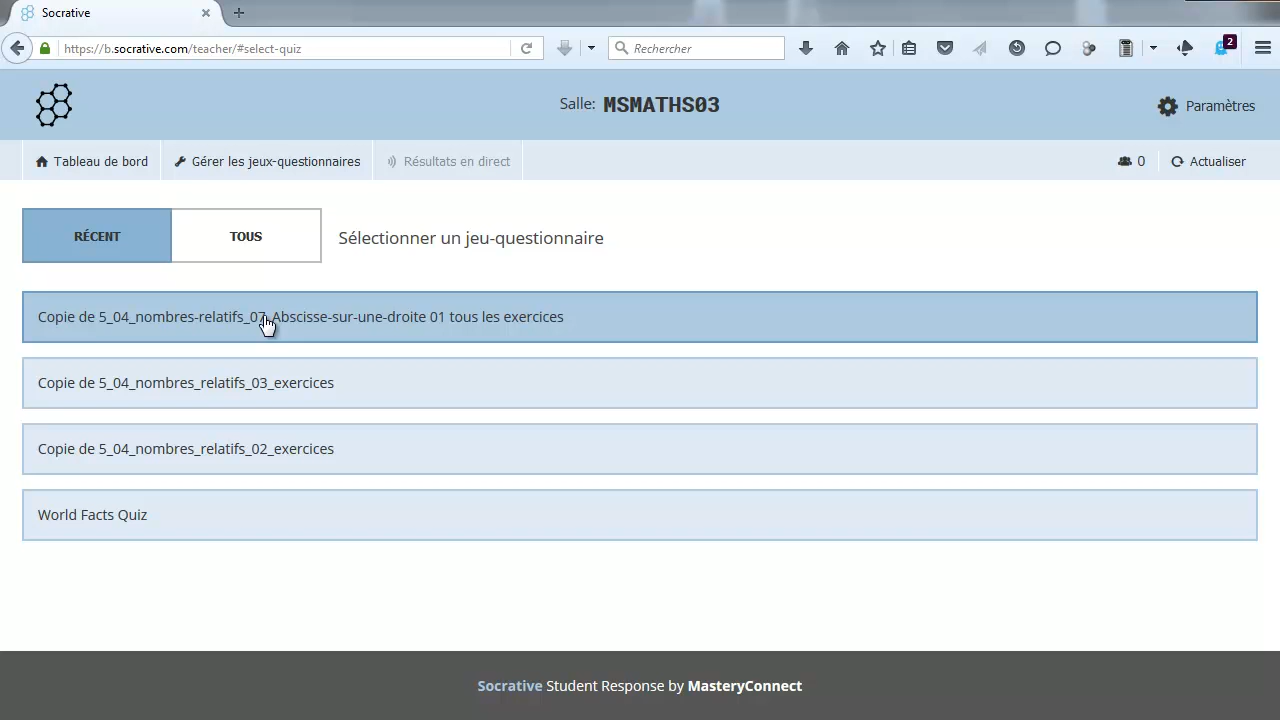 Socrative
https://b.socrative.com/teacher/#select-quiz
Rechercher
2
Salle: MSMATHS03
Paramètres
Tableau de bord
Gérer les jeux-questionnaires
Résultats en direct
0
Actualiser
RÉCENT
TOUS
Sélectionner un jeu-questionnaire
Copie de 5_04_nombres-relatifs_07-Abscisse-sur-une-droite 01 tous les exercices
Copie de 5_04_nombres_relatifs_03_exercices
Copie de 5_04_nombres_relatifs_02_exercices
World Facts Quiz
Socrative Student Response by MasteryConnect